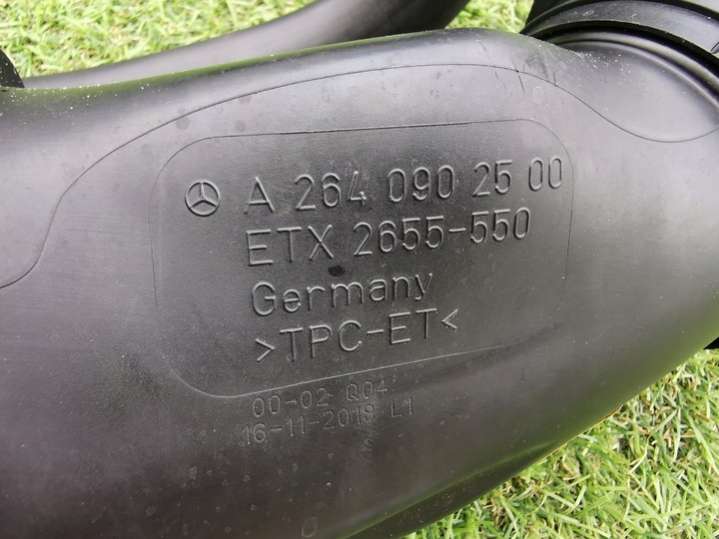 A 264 090 25 00
ETX 2655-550
Germany
>TPC-ET<
00-02 Q04
16-11-2018 L1